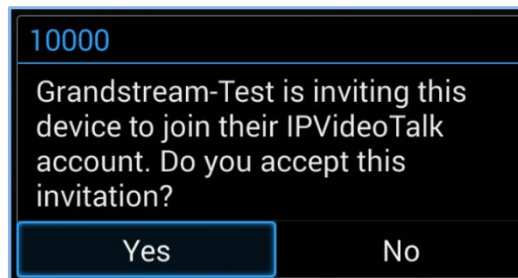 10000
Grandstream-Test is inviting this
device to join their IPVideoTalk
account. Do you accept this
invitation?
Yes No